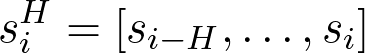 $s_i^H = [s_{i-H}, \ldots, s_i]$